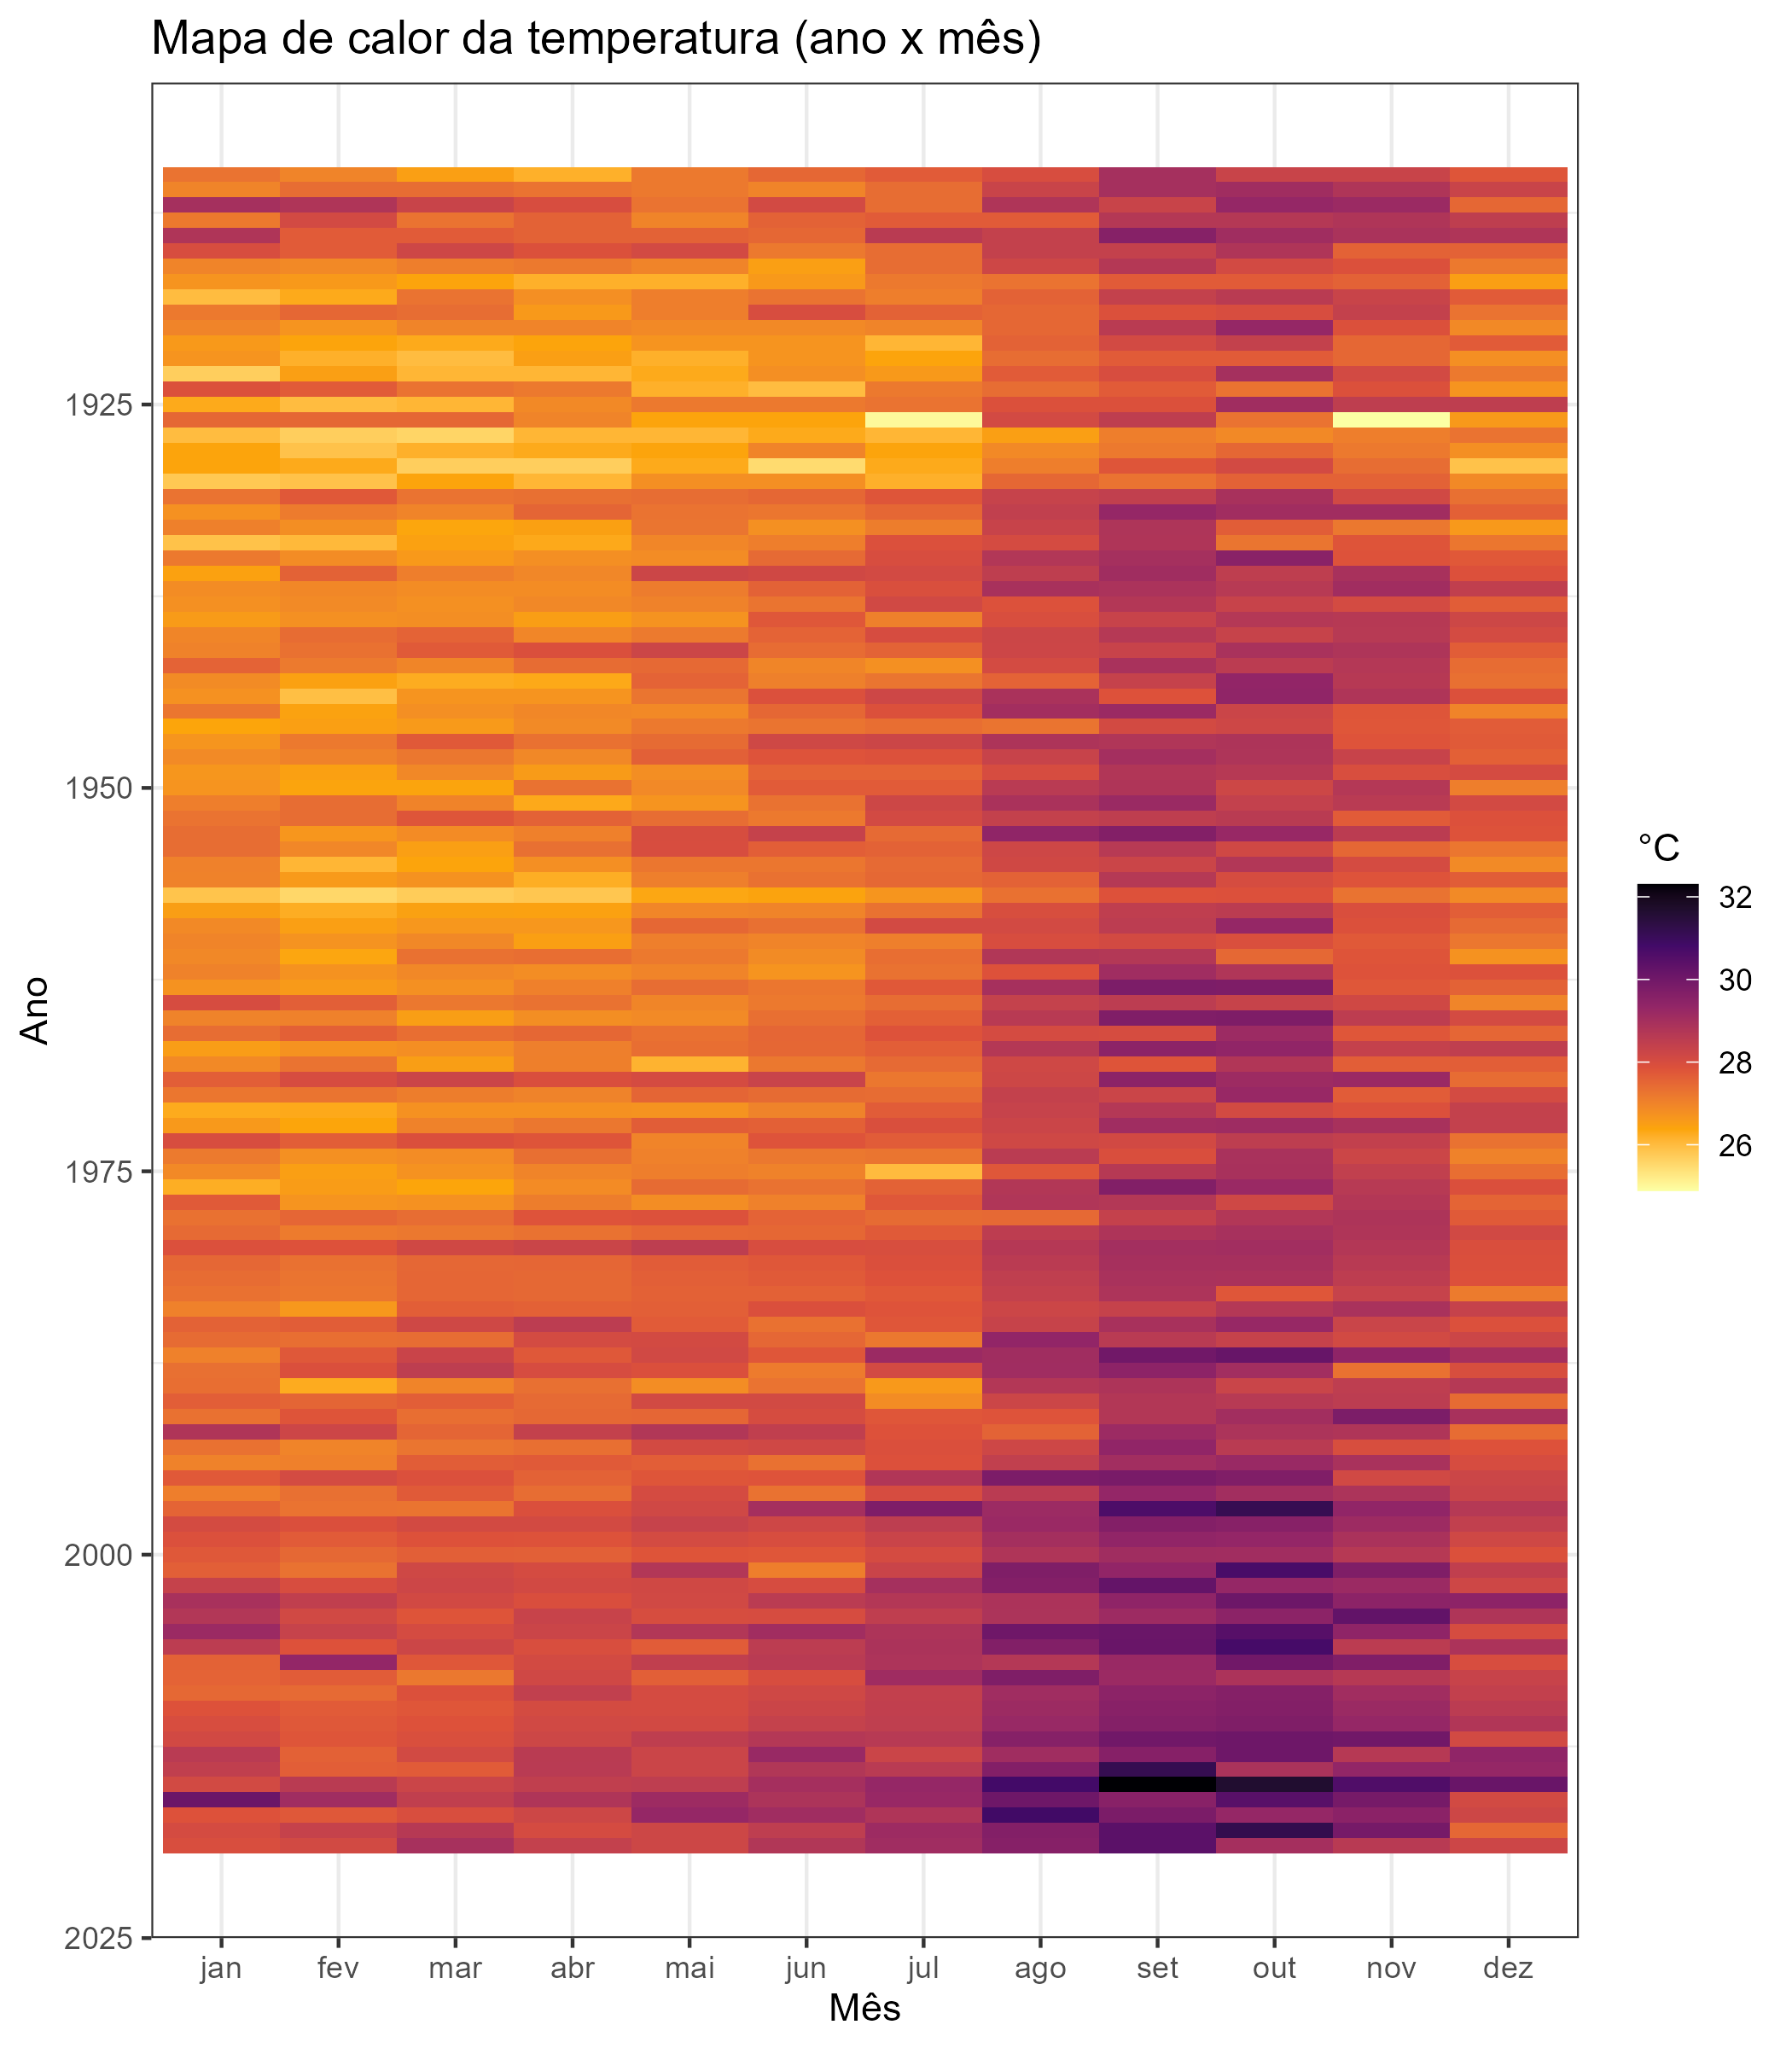 Mapa de calor da temperatura (ano x mês)
Ano
1925
1950
1975
2000
2025
jan fev mar abr mai jun jul ago set out nov dez
Mês
°C
32
30
28
26